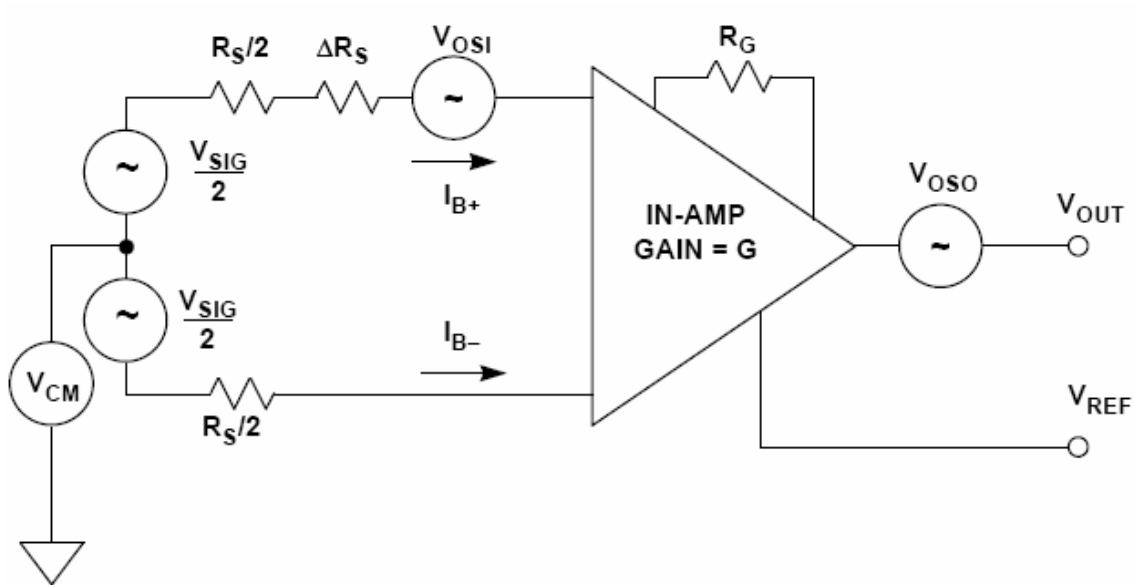 R_S/2
ΔR_S
V_OSI
R_G
V_SIG
2
I_B+
V_OSO
V_OUT
IN-AMP
GAIN = G
V_SIG
2
I_B–
V_CM
R_S/2
V_REF
~
~
~
~